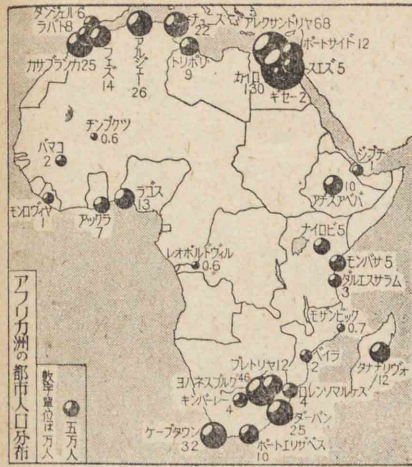 タンジェル6
ラバト8
カサブランカ25
フェズ14
アルジェー26
チュニス22
トリポリ9
アレクサンドリヤ68
ポートサイド12
スエズ5
カイロ130
ギゼー2
チンブクツ0.6
バマコ2
モンロヴィヤ1
アックラ7
ラゴス13
ジブチ
アヂスアベバ10
レオポルドヴィル0.6
ナイロビ5
モンバサ5
ダルエスサラム3
モザンビック0.7
ベイラ2
タナナリヴォ12
プレトリヤ12
ヨハネスブルグ46
キンバーレー4
ロレンソマルケス4
ダーバン25
ケープタウン32
ポートエリザベス10
アフリカ洲の都市人口分布
数字ノ単位は万人
五万人